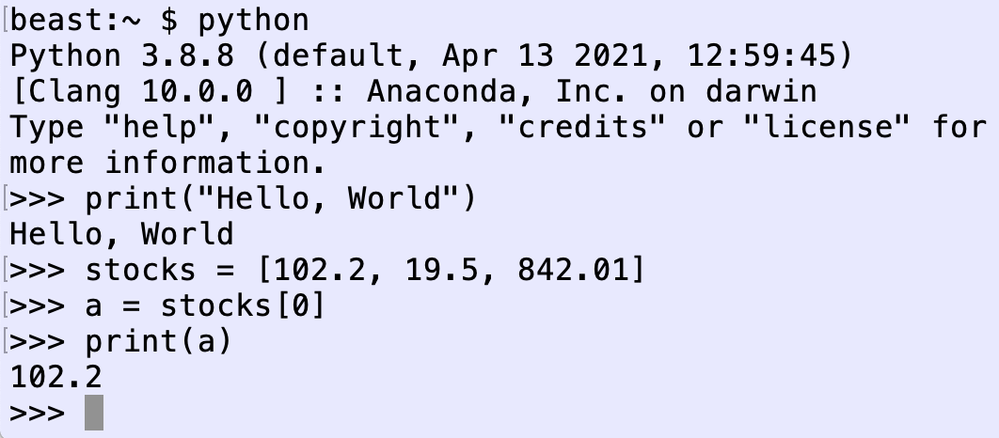 [beast:~ $ python
Python 3.8.8 (default, Apr 13 2021, 12:59:45)
[Clang 10.0.0 ] :: Anaconda, Inc. on darwin
Type "help", "copyright", "credits" or "license" for
more information.
[>>> print("Hello, World")
Hello, World
[>>> stocks = [102.2, 19.5, 842.01]
[>>> a = stocks[0]
[>>> print(a)
102.2
>>>